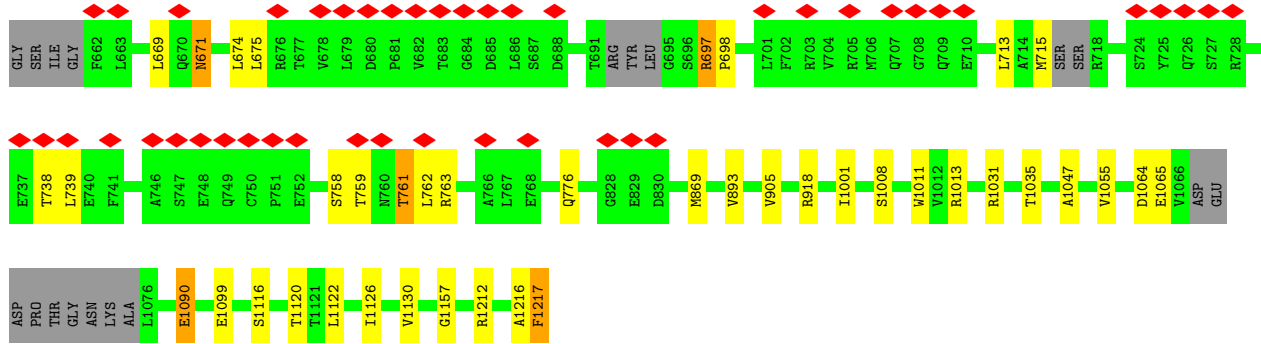 GLY SER ILE GLY F662 L663 L669 Q670 N671 L674 L675 R676 T677 V678 L679 D680 P681 V682 T683 G684 D685 L686 S687 D688 T691 ARG TYR LEU G695 S696 R697 P698 L701 F702 R703 V704 R705 M706 Q707 G708 Q709 E710 L713 A714 M715 SER SER R718 S724 Y725 Q726 S727 R728
E737 T738 L739 E740 F741 A746 S747 E748 Q749 C750 P751 E752 S758 T759 N760 T761 L762 R763 A766 L767 E768 Q776 G828 E829 D830 M869 V893 V905 R918 I1001 S1008 W1011 V1012 R1013 R1031 T1035 A1047 V1055 D1064 E1065 V1066 ASP GLU
ASP PRO THR GLY ASN LYS ALA L1076 E1090 E1099 S1116 T1120 T1121 L1122 I1126 V1130 G1157 R1212 A1216 F1217